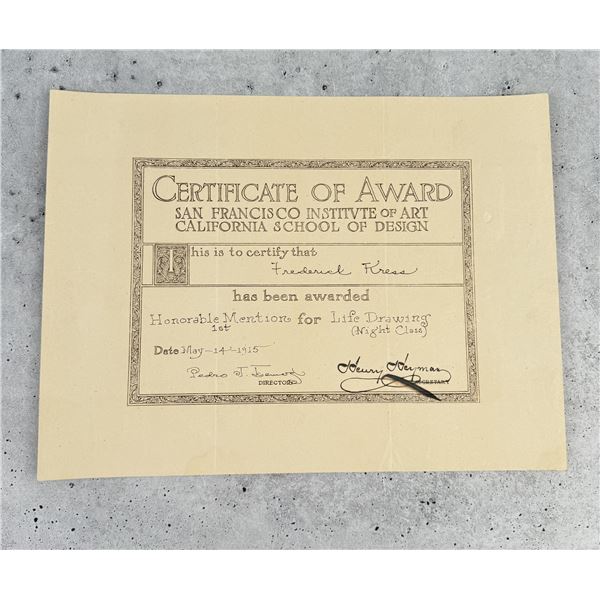 CERTIFICATE OF AWARD
SAN FRANCISCO INSTITVTE OF ART
CALIFORNIA SCHOOL OF DESIGN
This is to certify that
Frederick Kress
has been awarded
Honorable Mention for Life Drawing
1st (Night Class)
Date May-14-1915
Pedro J. Lemos Henry Heyman
DIRECTOR SECRETARY